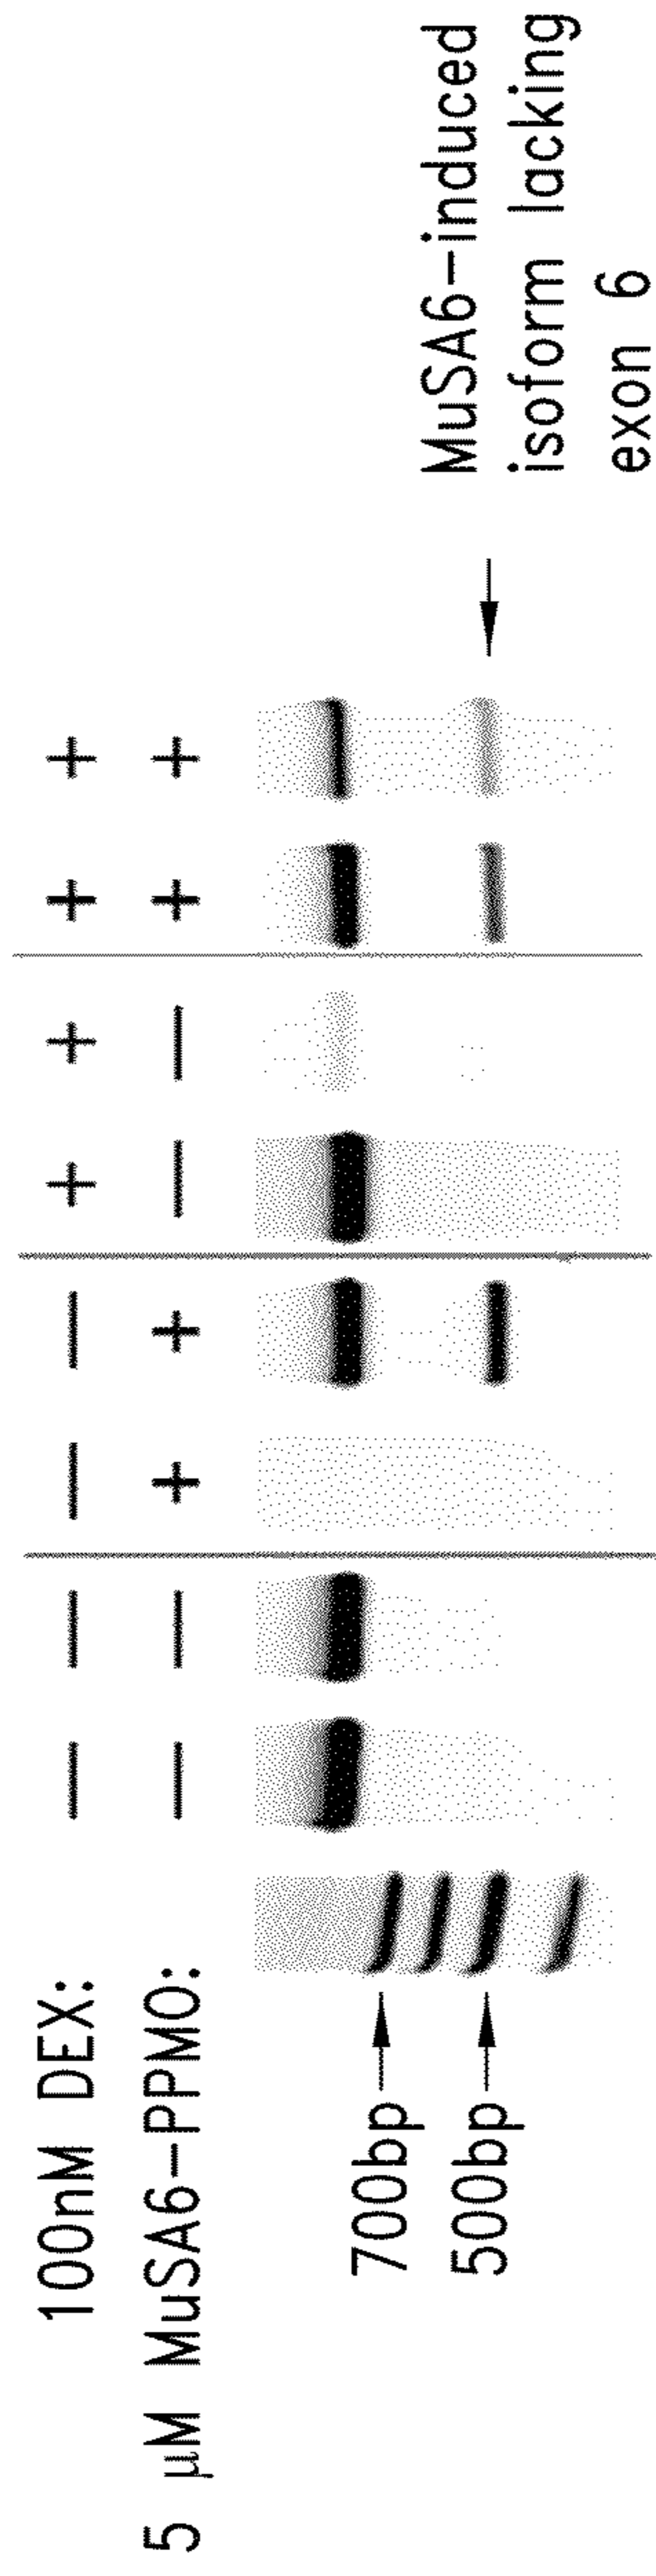 100nM DEX: — — — — + + + +
5 μM MuSA6-PPMO: — — + + — — + +
700bp
500bp
MuSA6-induced
isoform lacking
exon 6